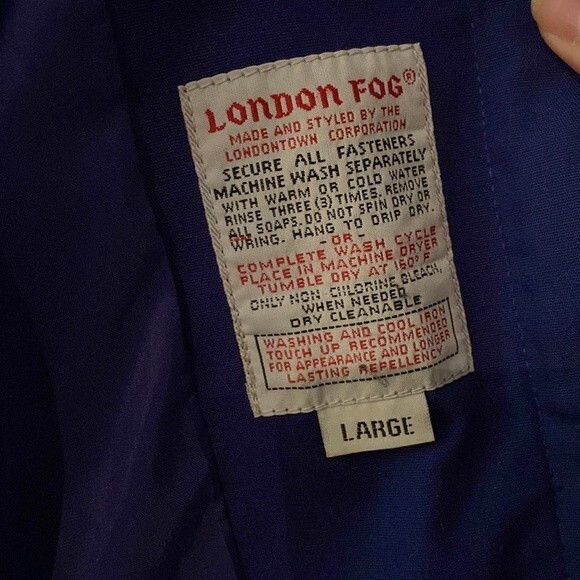 LONDON FOG®
MADE AND STYLED BY THE
LONDONTOWN CORPORATION
SECURE ALL FASTENERS
MACHINE WASH SEPARATELY
WITH WARM OR COLD WATER
RINSE THREE (3) TIMES. REMOVE
ALL SOAPS. DO NOT SPIN DRY OR
WRING. HANG TO DRIP DRY.
-OR-
COMPLETE WASH CYCLE
PLACE IN MACHINE DRYER
TUMBLE DRY AT 160° F
ONLY NON-CHLORINE BLEACH,
WHEN NEEDED
DRY CLEANABLE
WASHING AND COOL IRON
TOUCH UP RECOMMENDED
FOR APPEARANCE AND LONGER
LASTING REPELLENCY
LARGE